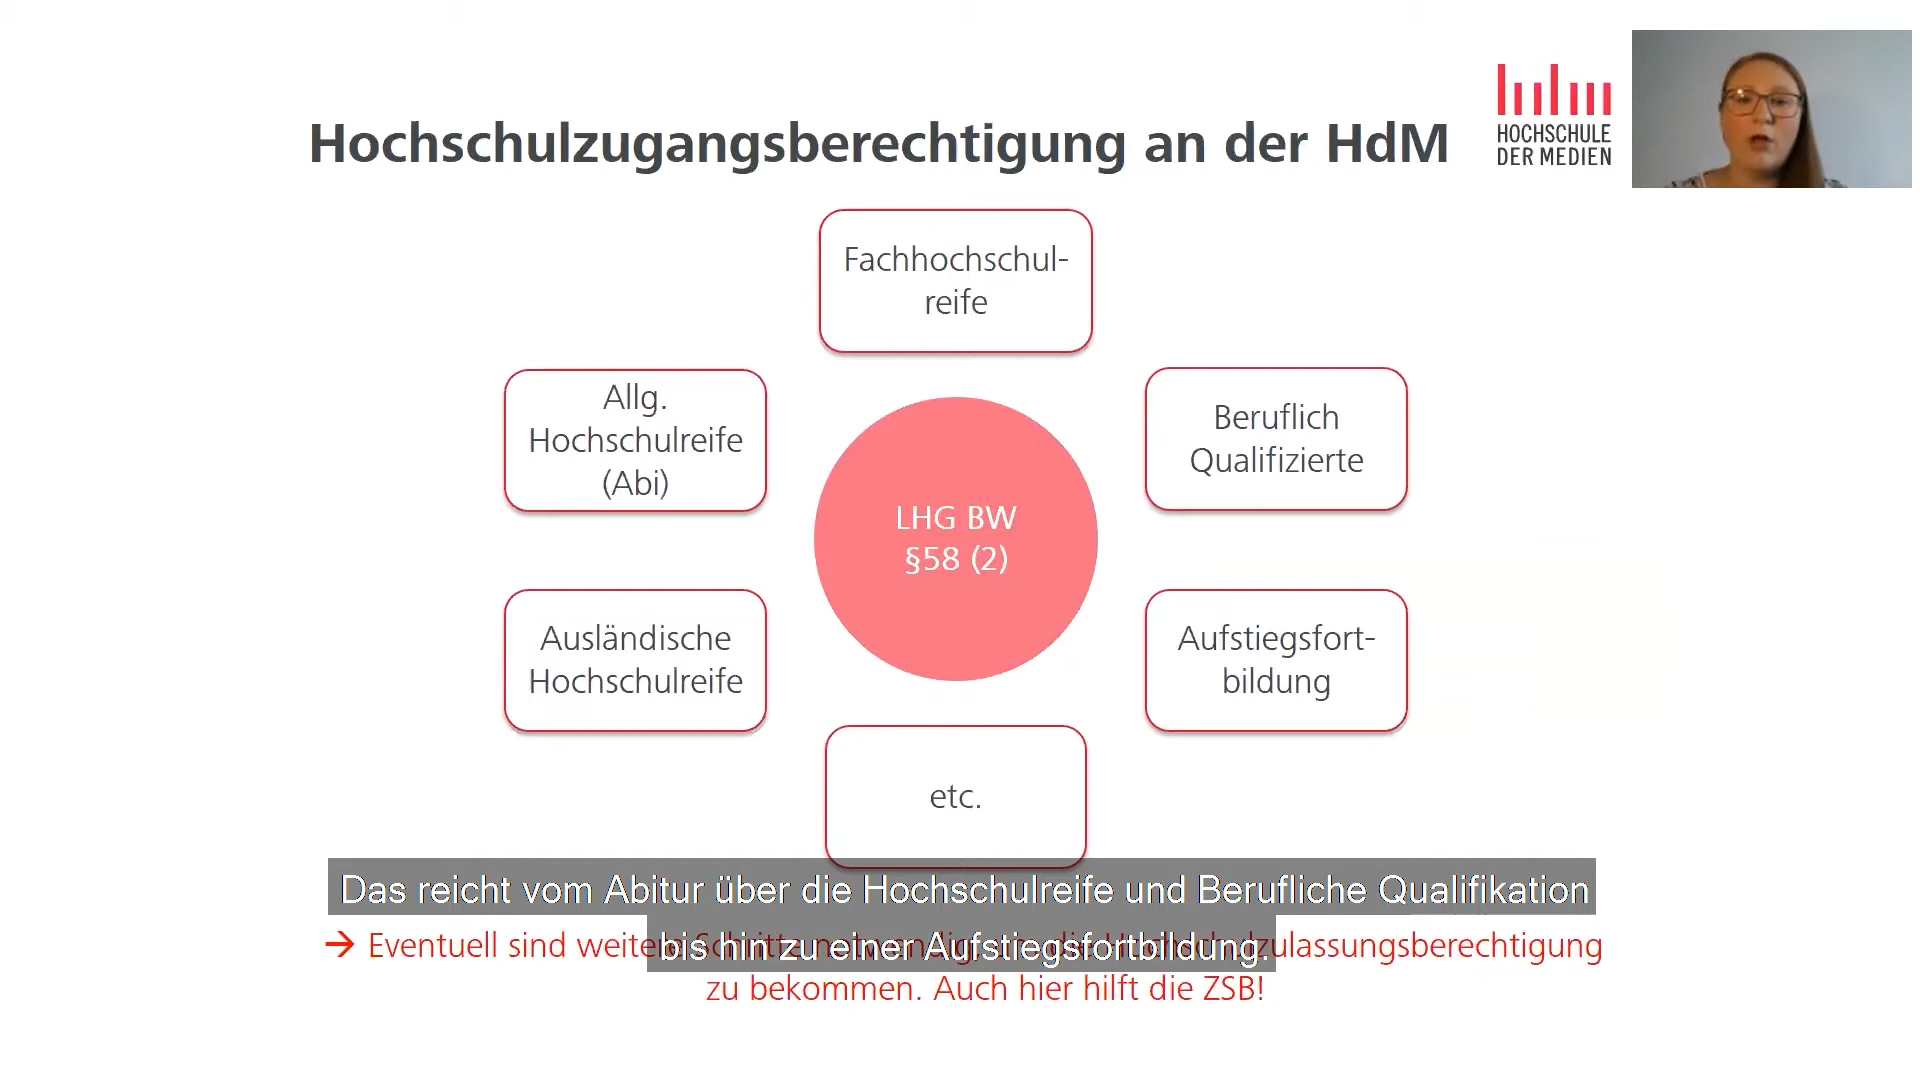 Hochschulzugangsberechtigung an der HdM
HOCHSCHULE
DER MEDIEN
Fachhochschul-
reife
Allg.
Hochschulreife
(Abi)
Beruflich
Qualifizierte
LHG BW
§58 (2)
Ausländische
Hochschulreife
Aufstiegsfort-
bildung
etc.
Das reicht vom Abitur über die Hochschulreife und Berufliche Qualifikation
bis hin zu einer Aufstiegsfortbildung.
→ Eventuell sind weitere
zu bekommen. Auch hier hilft die ZSB!